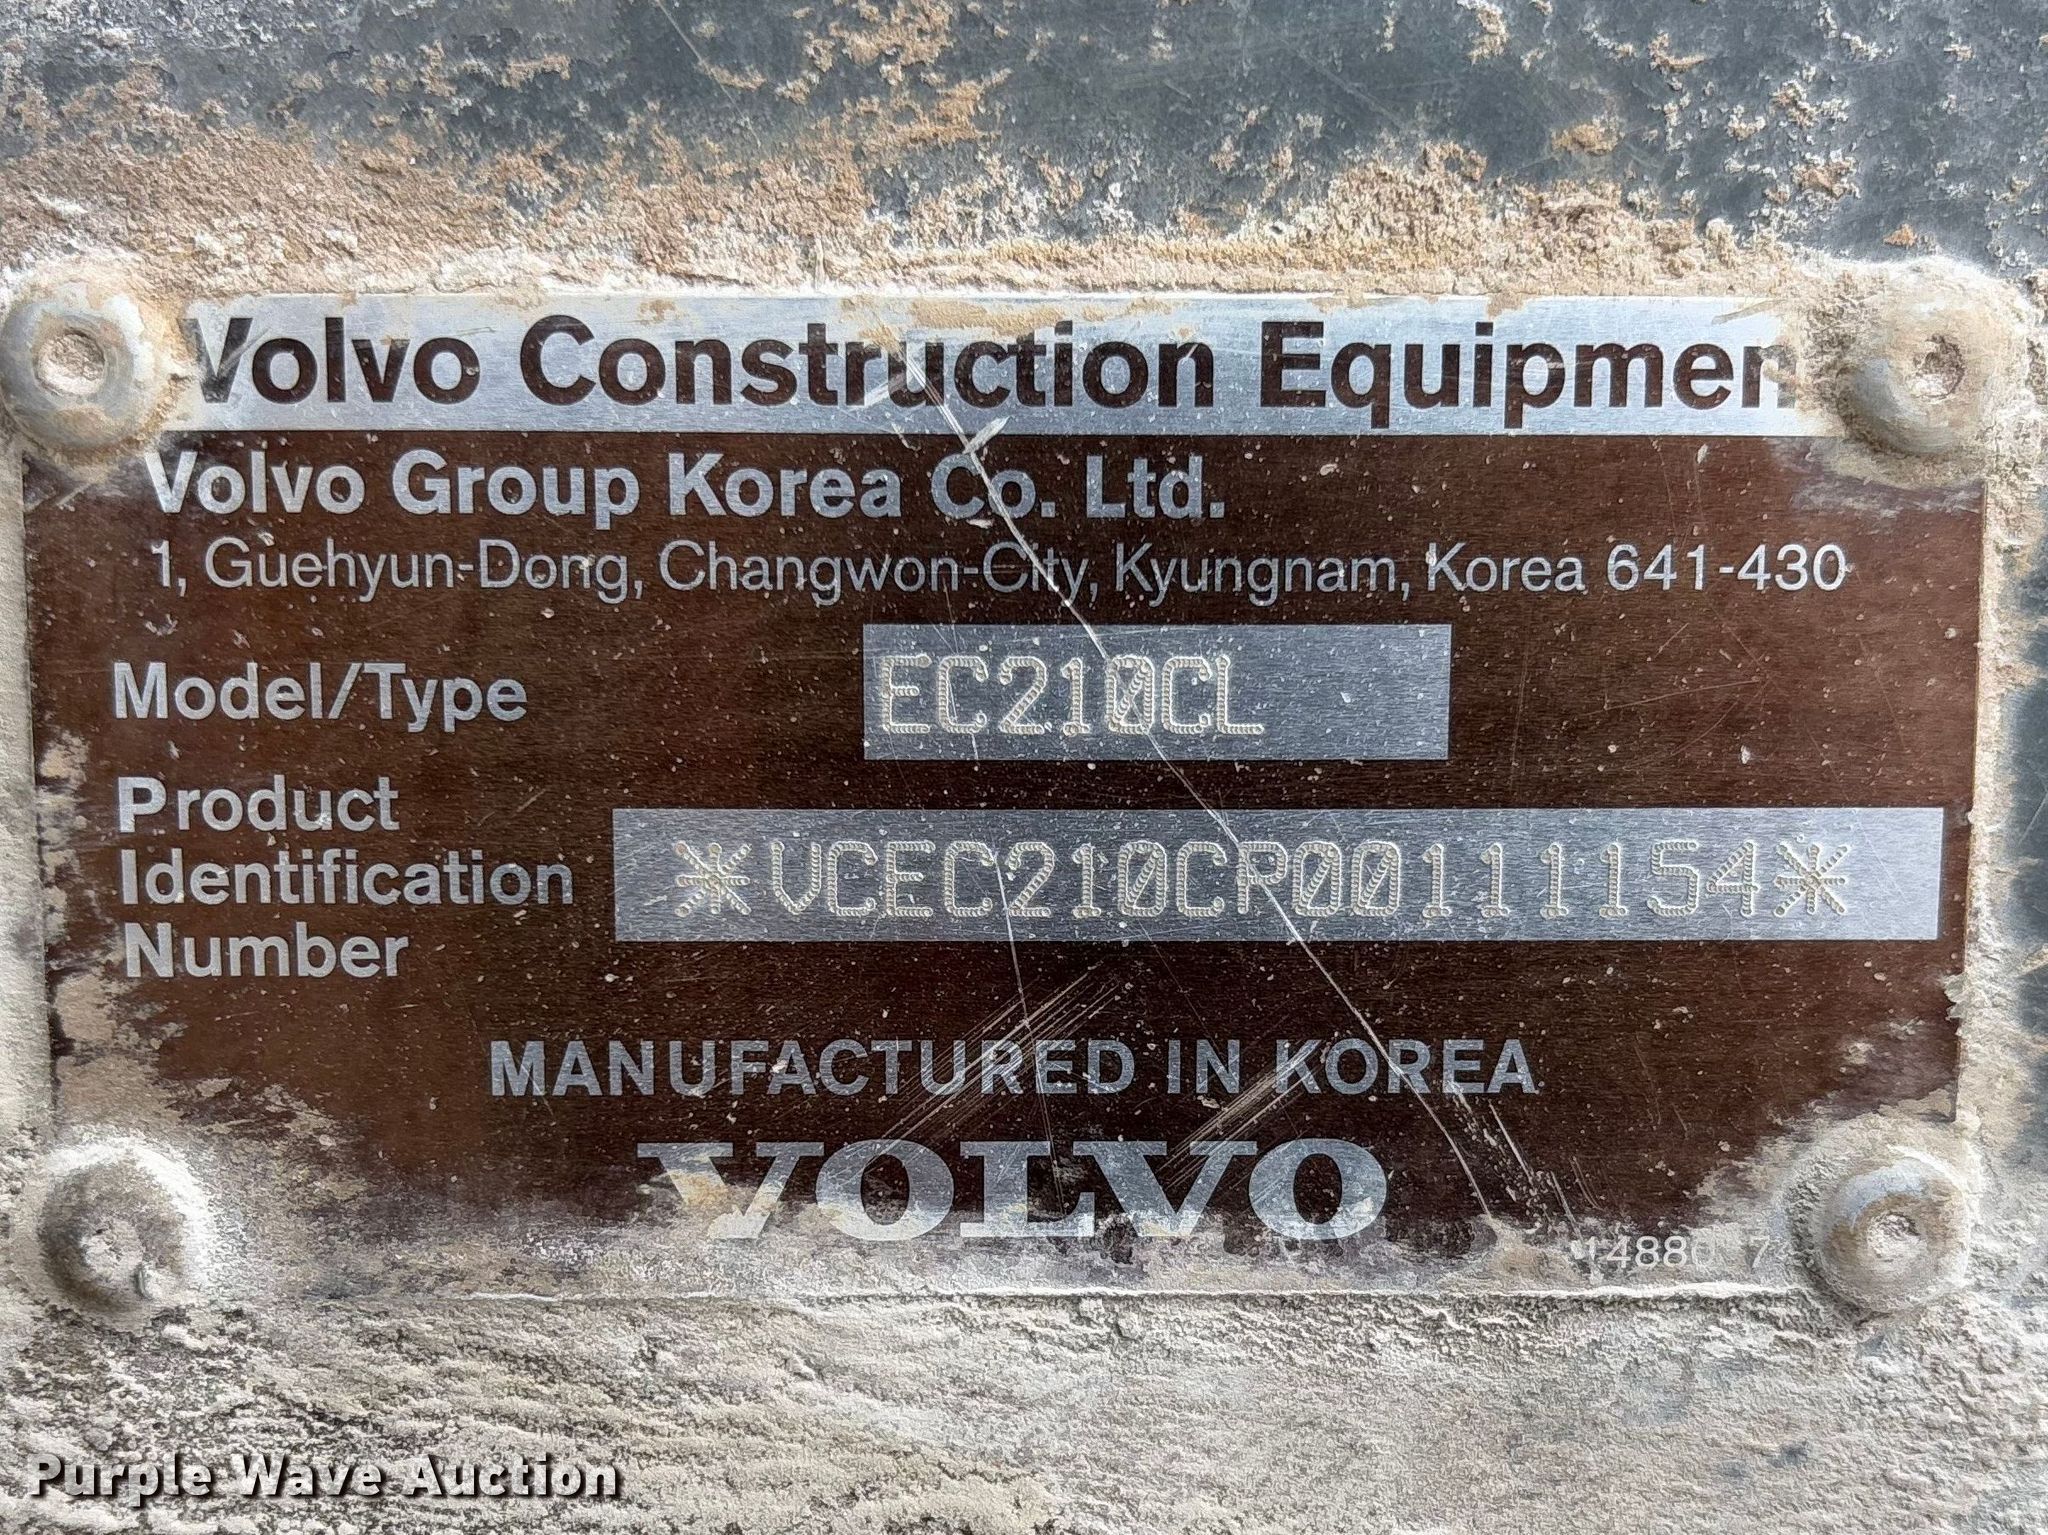 Volvo Construction Equipmen
Volvo Group Korea Co. Ltd.
1, Guehyun-Dong, Changwon-City, Kyungnam, Korea 641-430
Model/Type EC210CL
Product Identification Number *VCEC210CP00111154*
MANUFACTURED IN KOREA
VOLVO
Purple Wave Auction